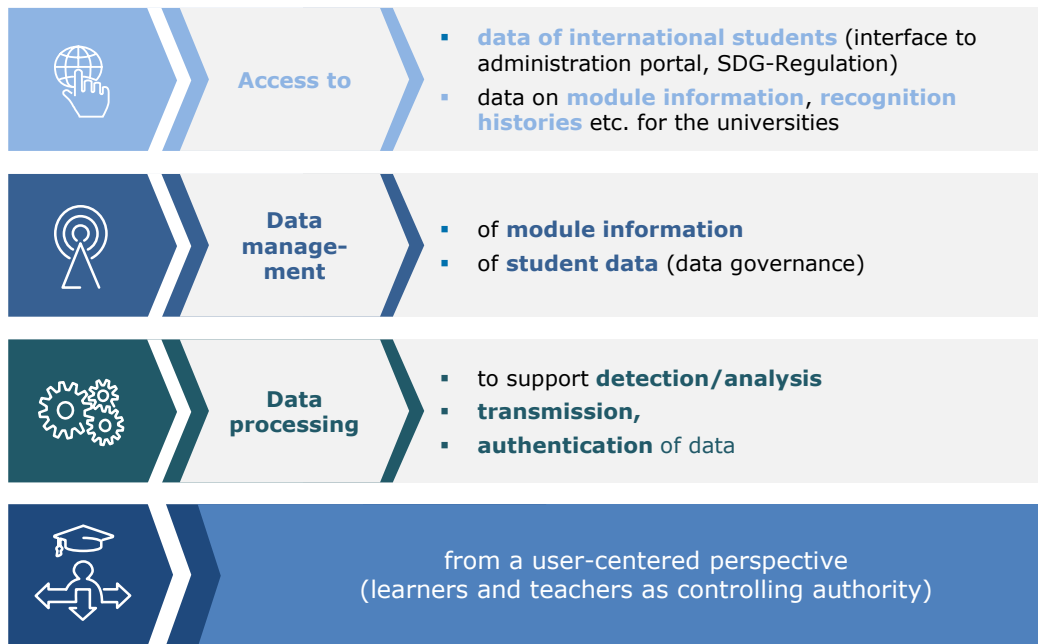 Access to
▪ data of international students (interface to
administration portal, SDG-Regulation)
▪ data on module information, recognition
histories etc. for the universities
Data
manage-
ment
▪ of module information
▪ of student data (data governance)
Data
processing
▪ to support detection/analysis
▪ transmission,
▪ authentication of data
from a user-centered perspective
(learners and teachers as controlling authority)